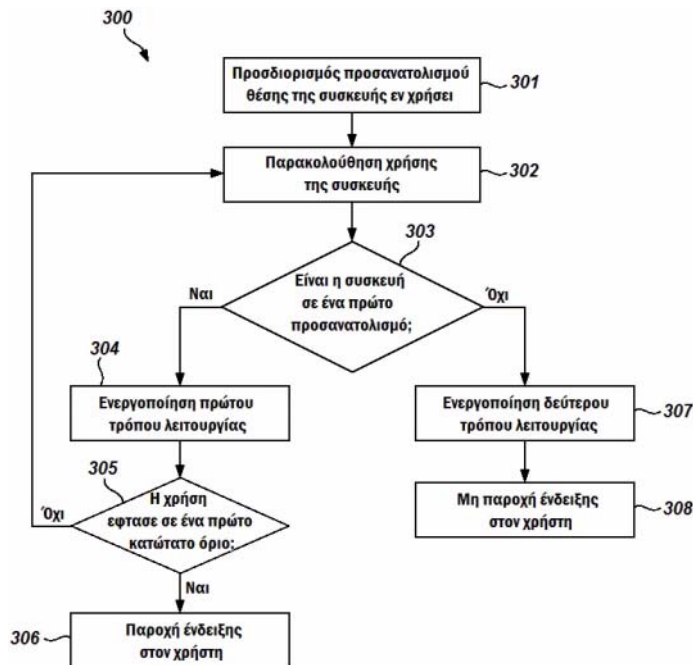 300
Προσδιορισμός προσανατολισμού
θέσης της συσκευής εν χρήσει
301
Παρακολούθηση χρήσης
της συσκευής
302
303
Είναι η συσκευή
σε ένα πρώτο
προσανατολισμό;
Ναι
Όχι
304
Ενεργοποίηση πρώτου
τρόπου λειτουργίας
Ενεργοποίηση δεύτερου
τρόπου λειτουργίας
307
305
Η χρήση
εφτασε σε ένα πρώτο
κατώτατο όριο;
Όχι
Μη παροχή ένδειξης
στον χρήστη
308
Ναι
306
Παροχή ένδειξης
στον χρήστη